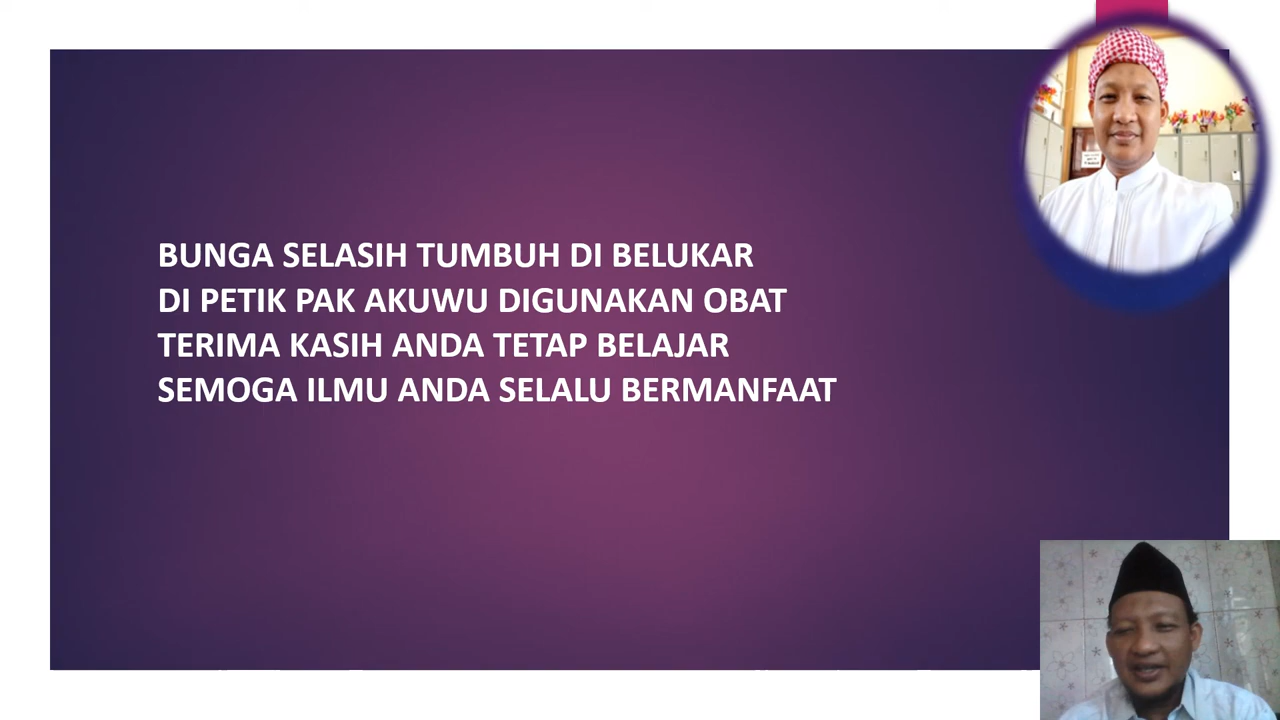 BUNGA SELASIH TUMBUH DI BELUKAR
DI PETIK PAK AKUWU DIGUNAKAN OBAT
TERIMA KASIH ANDA TETAP BELAJAR
SEMOGA ILMU ANDA SELALU BERMANFAAT